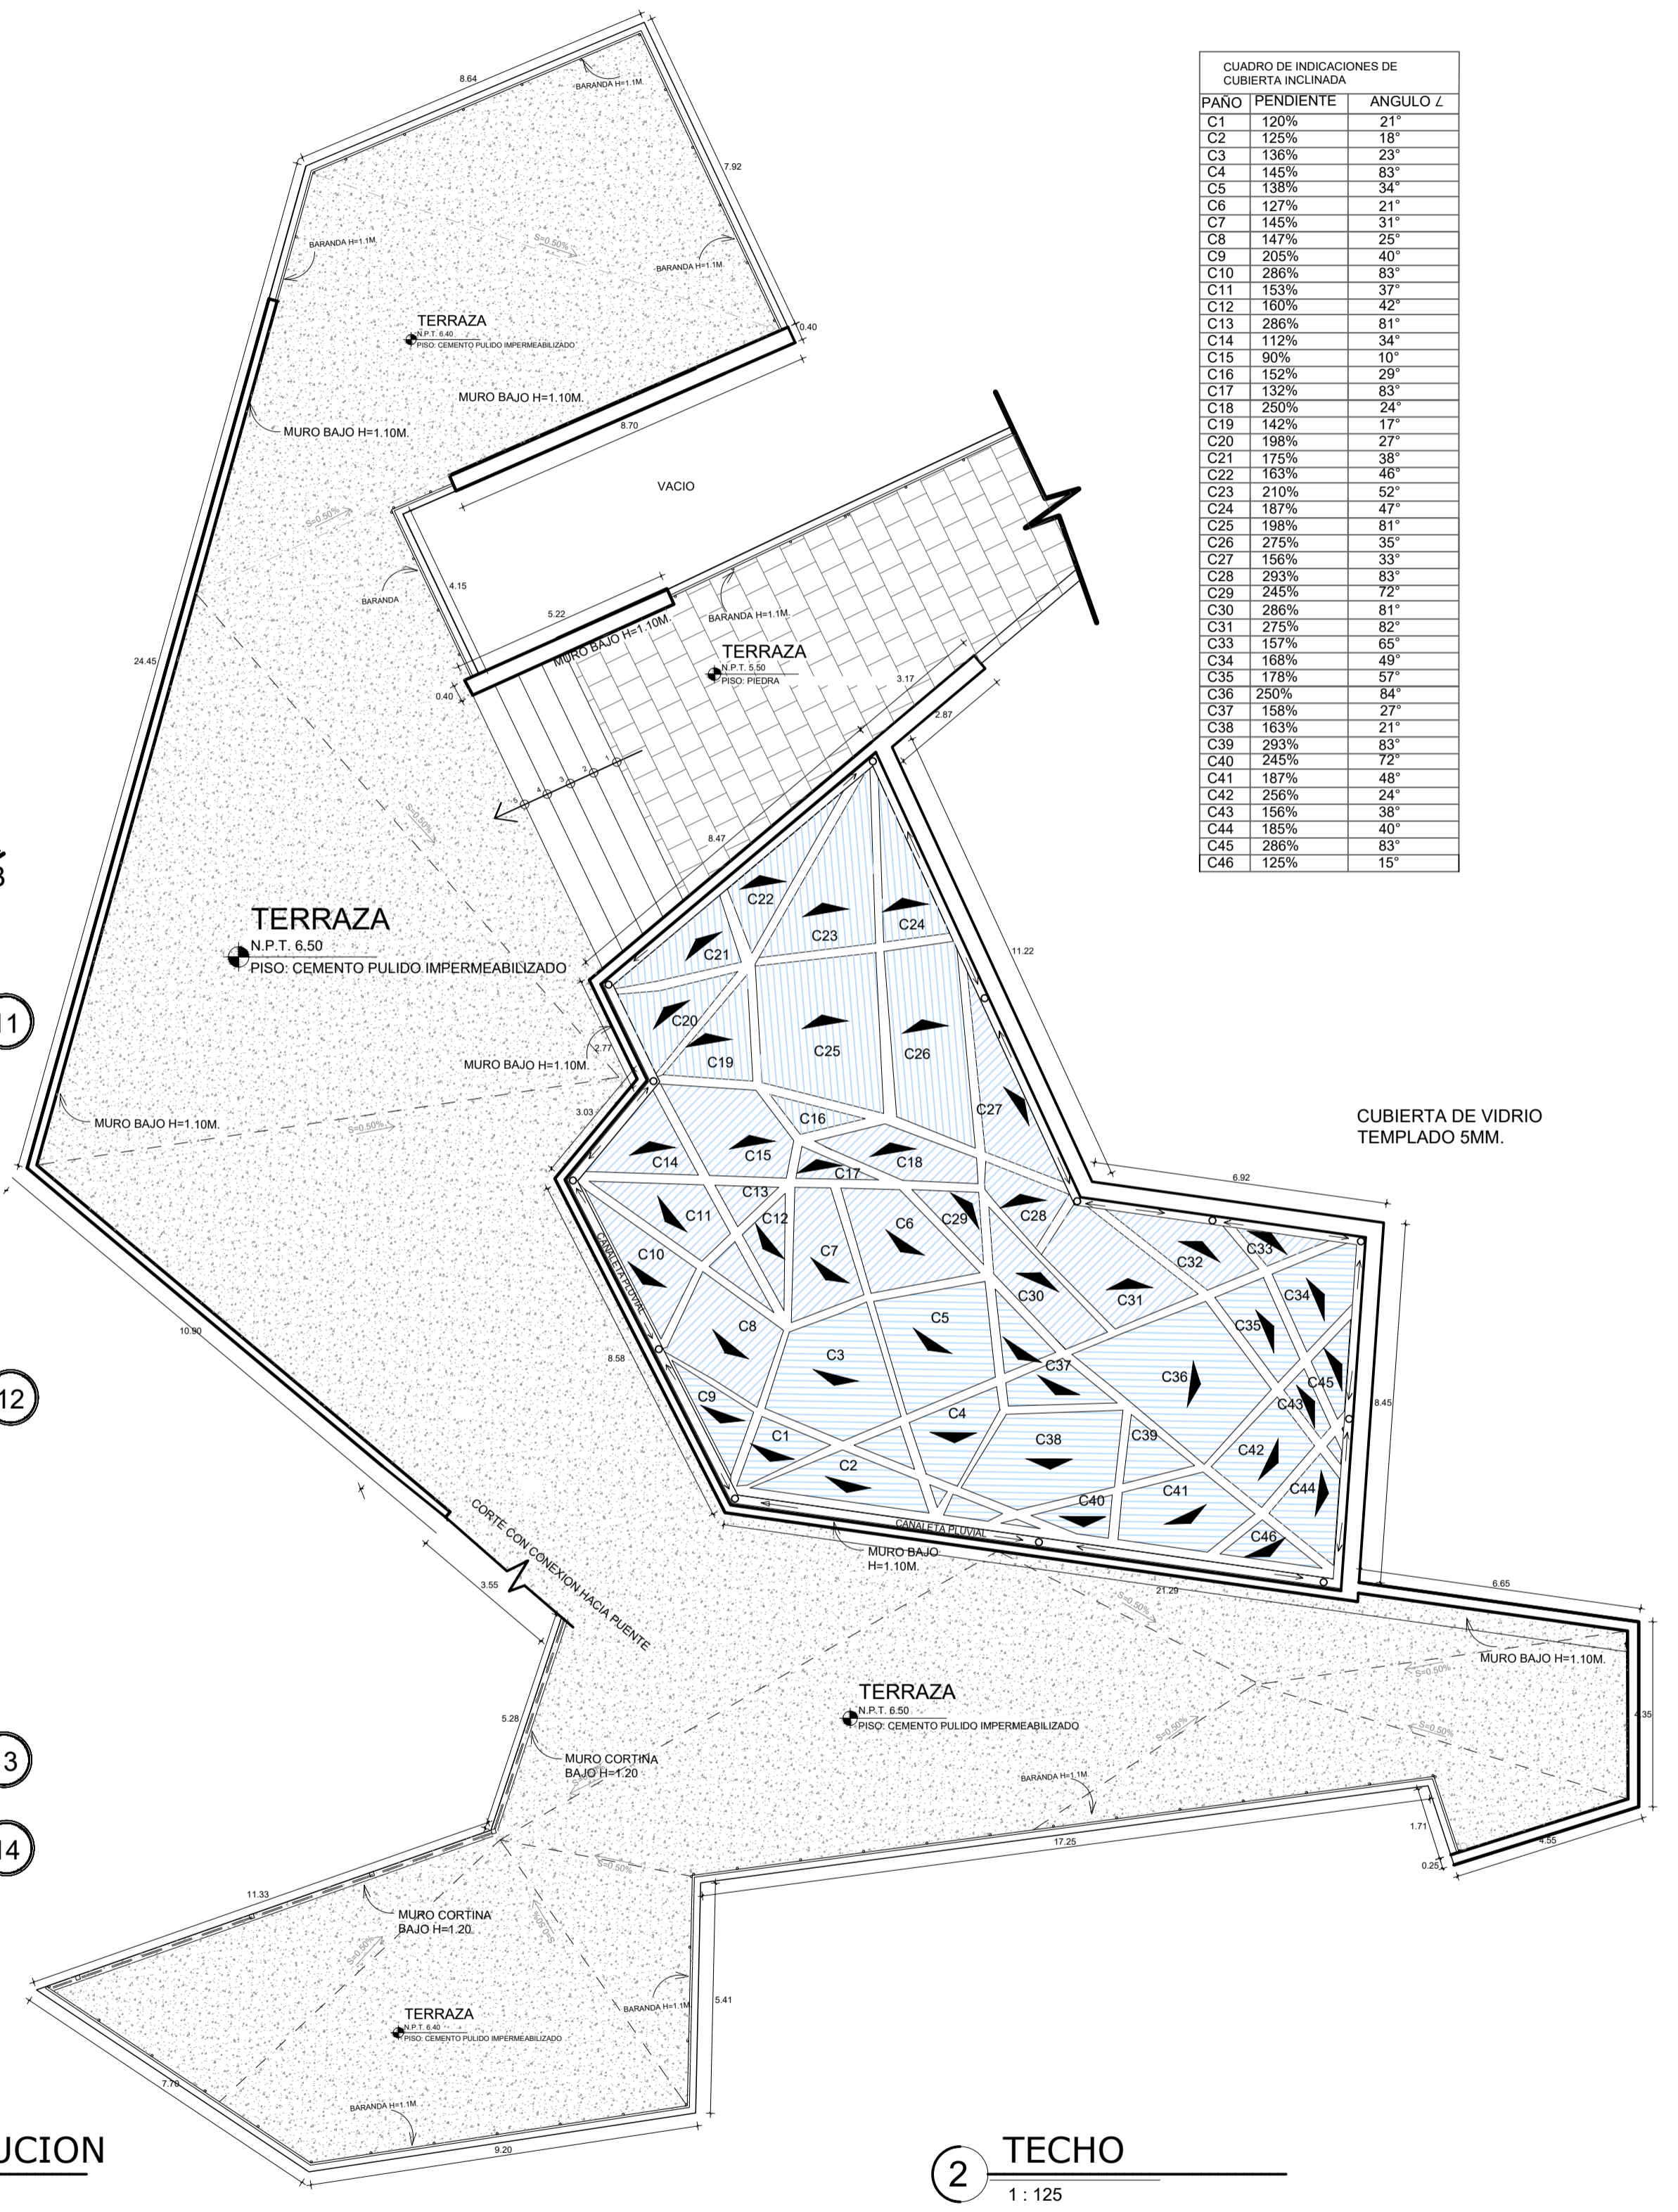 CUADRO DE INDICACIONES DE
CUBIERTA INCLINADA
PAÑO PENDIENTE ANGULO ∠
C1 120% 21°
C2 125% 18°
C3 136% 23°
C4 145% 83°
C5 138% 34°
C6 127% 21°
C7 145% 31°
C8 147% 25°
C9 205% 40°
C10 286% 83°
C11 153% 37°
C12 160% 42°
C13 286% 81°
C14 112% 34°
C15 90% 10°
C16 152% 29°
C17 132% 83°
C18 250% 24°
C19 142% 17°
C20 198% 27°
C21 175% 38°
C22 163% 46°
C23 210% 52°
C24 187% 47°
C25 198% 81°
C26 275% 35°
C27 156% 33°
C28 293% 83°
C29 245% 72°
C30 286% 81°
C31 275% 82°
C33 157% 65°
C34 168% 49°
C35 178% 57°
C36 250% 84°
C37 158% 27°
C38 163% 21°
C39 293% 83°
C40 245% 72°
C41 187% 48°
C42 256% 24°
C43 156% 38°
C44 185% 40°
C45 286% 83°
C46 125% 15°
8.64
BARANDA H=1.1M.
7.92
BARANDA H=1.1M.
S=0.50%
BARANDA H=1.1M.
TERRAZA
N.P.T. 6.40
PISO: CEMENTO PULIDO IMPERMEABILIZADO
0.40
MURO BAJO H=1.10M.
8.70
MURO BAJO H=1.10M.
VACIO
S=0.50%
BARANDA
4.15
5.22
MURO BAJO H=1.10M.
BARANDA H=1.1M.
TERRAZA
N.P.T. 5.50
PISO: PIEDRA
3.17
2.87
0.40
24.45
1
2
3
4
5
S=0.50%
8.47
TERRAZA
N.P.T. 6.50
PISO: CEMENTO PULIDO IMPERMEABILIZADO
11.22
C22
C23
C24
C21
C20
C19
C25
C26
2.77
MURO BAJO H=1.10M.
11
3.03
MURO BAJO H=1.10M.
S=0.50%
CUBIERTA DE VIDRIO
TEMPLADO 5MM.
C27
C16
C14
C15
C17
C18
6.92
C13
C12
C11
C10
C7
C6
C29
C28
C32
C33
C30
C31
C34
C35
CANALETA PLUVIAL
10.90
8.58
C8
C5
C3
C37
C36
C45
C43
8.45
12
C9
C1
C4
C2
C38
C39
C42
C40
C41
C44
C46
CANALETA PLUVIAL
MURO BAJO
H=1.10M.
CORTE CON CONEXION HACIA PUENTE
3.55
21.29
S=0.50%
6.65
MURO BAJO H=1.10M.
S=0.50%
S=0.50%
4.35
TERRAZA
N.P.T. 6.50
PISO: CEMENTO PULIDO IMPERMEABILIZADO
S=0.50%
5.28
MURO CORTINA
BAJO H=1.20
BARANDA H=1.1M.
17.25
1.71
0.25
4.55
13
14
S=0.50%
11.33
MURO CORTINA
BAJO H=1.20
S=0.50%
S=0.50%
TERRAZA
N.P.T. 6.40
PISO: CEMENTO PULIDO IMPERMEABILIZADO
BARANDA H=1.1M
5.41
7.70
BARANDA H=1.1M.
9.20
UCION
2 TECHO
1 : 125